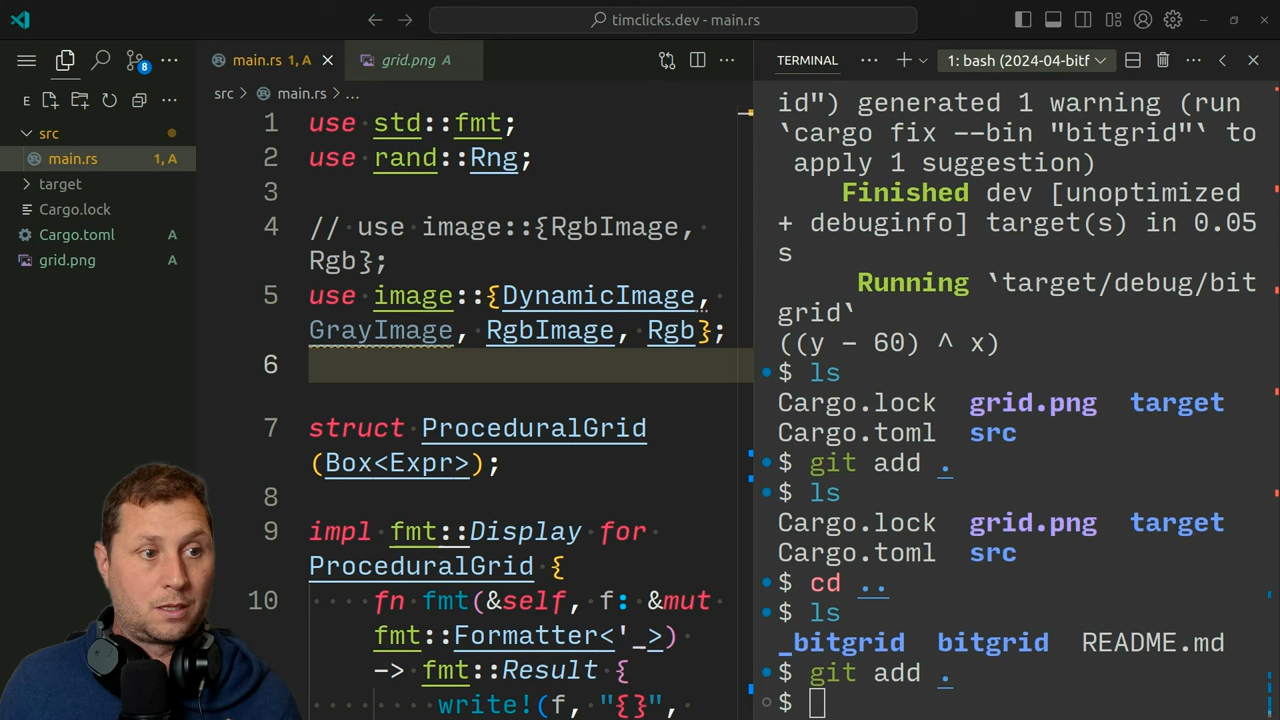 timclicks.dev - main.rs
8
main.rs 1, A
grid.png A
TERMINAL
1: bash (2024-04-bitf
E
src > main.rs > ...
src
main.rs 1, A
target
Cargo.lock
Cargo.toml A
grid.png A
1 use std::fmt;
2 use rand::Rng;
3
4 // use image::{RgbImage,
Rgb};
5 use image::{DynamicImage,
GrayImage, RgbImage, Rgb};
6
7 struct ProceduralGrid
(Box<Expr>);
8
9 impl fmt::Display for
ProceduralGrid {
10 fn fmt(&self, f: &mut
fmt::Formatter<'_>)
-> fmt::Result {
write!(f, "{}",
id") generated 1 warning (run
`cargo fix --bin "bitgrid"` to
apply 1 suggestion)
Finished dev [unoptimized
+ debuginfo] target(s) in 0.05
s
Running `target/debug/bit
grid`
((y - 60) ^ x)
$ ls
Cargo.lock grid.png target
Cargo.toml src
$ git add .
$ ls
Cargo.lock grid.png target
Cargo.toml src
$ cd ..
$ ls
_bitgrid bitgrid README.md
$ git add .
$